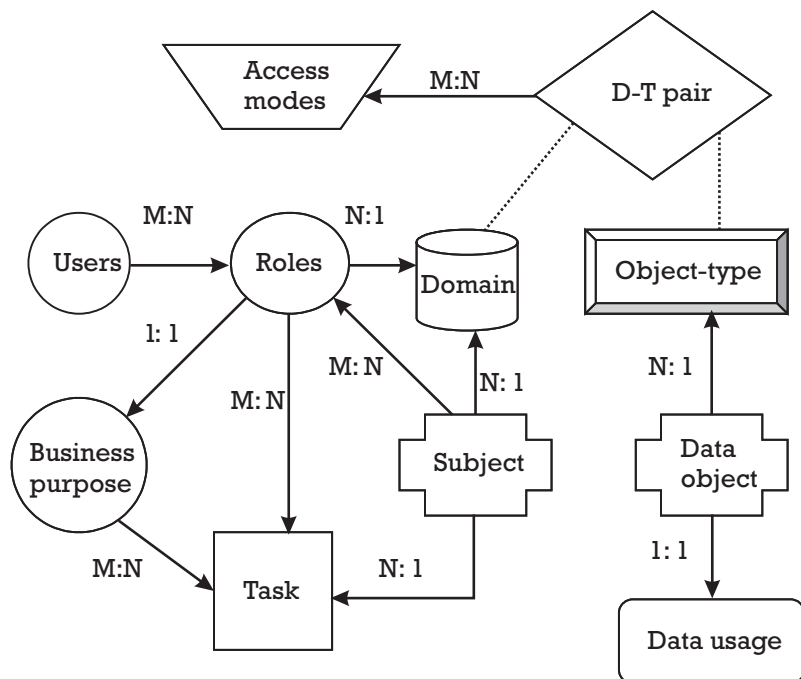 Access
modes
M:N
D-T pair
M:N
N:1
Users
Roles
Domain
Object-type
1: 1
M: N
N: 1
N: 1
M: N
Business
purpose
Subject
Data
object
M:N
N: 1
1: 1
Task
Data usage